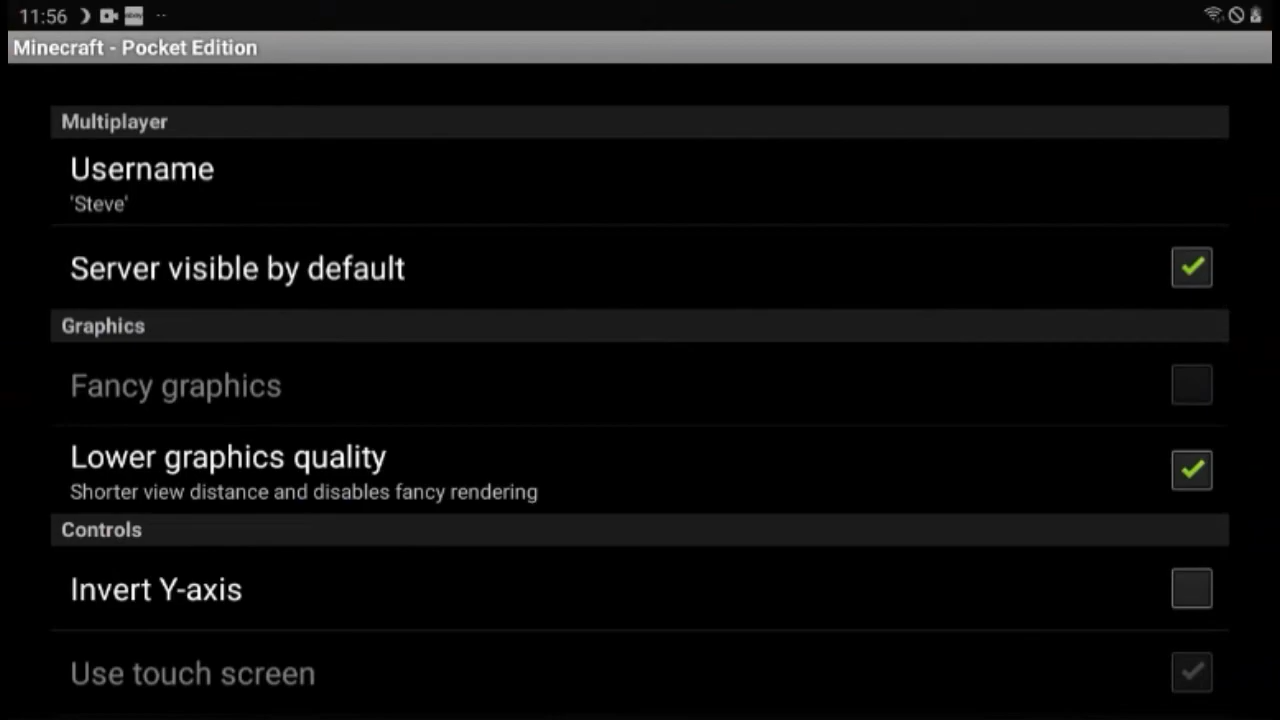 11:56
Minecraft - Pocket Edition
Multiplayer
Username
'Steve'
Server visible by default
Graphics
Fancy graphics
Lower graphics quality
Shorter view distance and disables fancy rendering
Controls
Invert Y-axis
Use touch screen